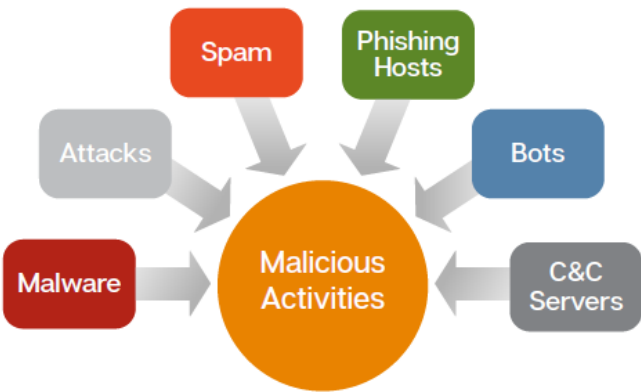 Spam
Phishing
Hosts
Attacks
Bots
Malware
Malicious
Activities
C&C
Servers